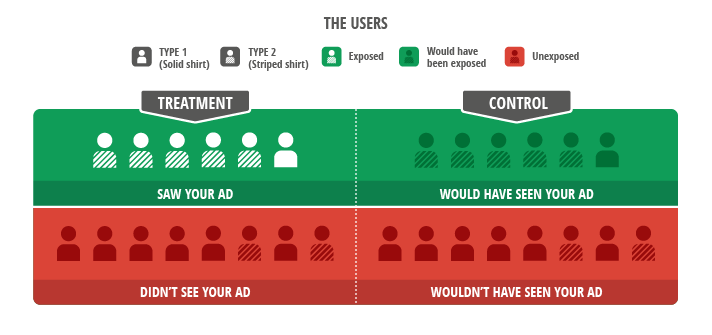 THE USERS
TYPE 1
(Solid shirt)
TYPE 2
(Striped shirt)
Exposed
Would have
been exposed
Unexposed
TREATMENT
CONTROL
SAW YOUR AD
WOULD HAVE SEEN YOUR AD
DIDN'T SEE YOUR AD
WOULDN'T HAVE SEEN YOUR AD